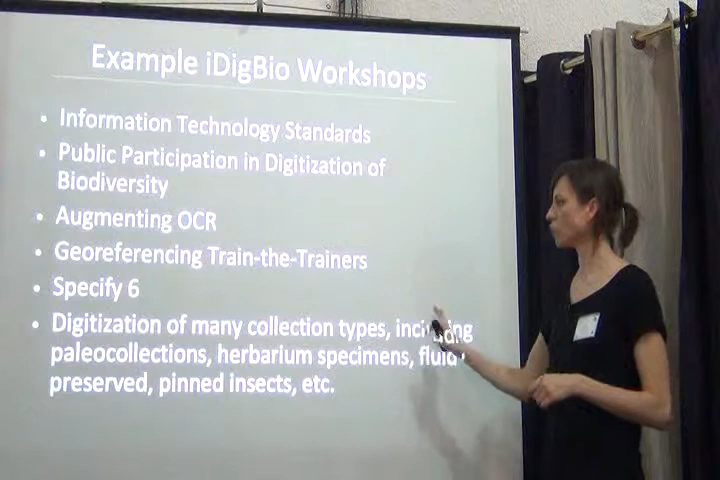 Example iDigBio Workshops
• Information Technology Standards
• Public Participation in Digitization of
Biodiversity
• Augmenting OCR
• Georeferencing Train-the-Trainers
• Specify 6
• Digitization of many collection types, including
paleocollections, herbarium specimens, fluid
preserved, pinned insects, etc.